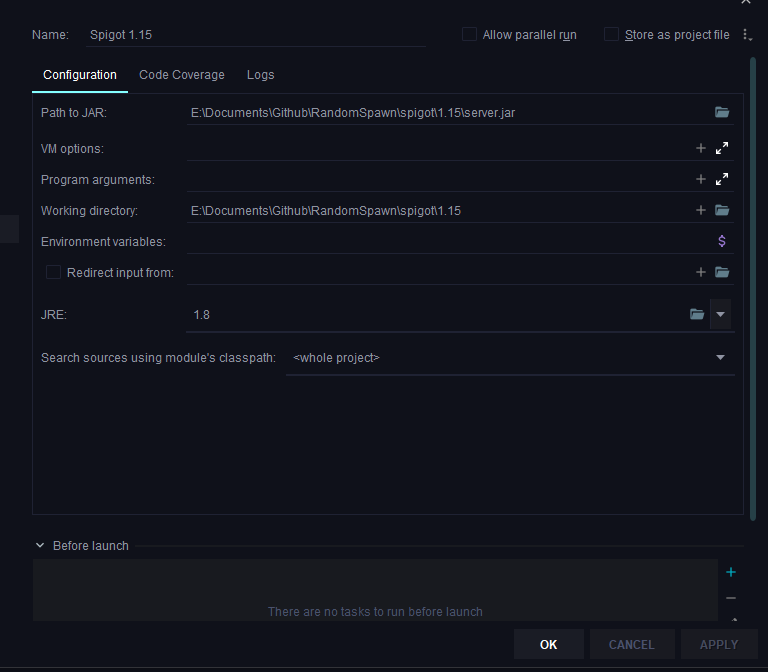 Name: Spigot 1.15 Allow parallel run Store as project file
Configuration Code Coverage Logs
Path to JAR: E:\Documents\Github\RandomSpawn\spigot\1.15\server.jar
VM options:
Program arguments:
Working directory: E:\Documents\Github\RandomSpawn\spigot\1.15
Environment variables: $
Redirect input from:
JRE: 1.8
Search sources using module's classpath: <whole project>
Before launch
There are no tasks to run before launch
OK CANCEL APPLY